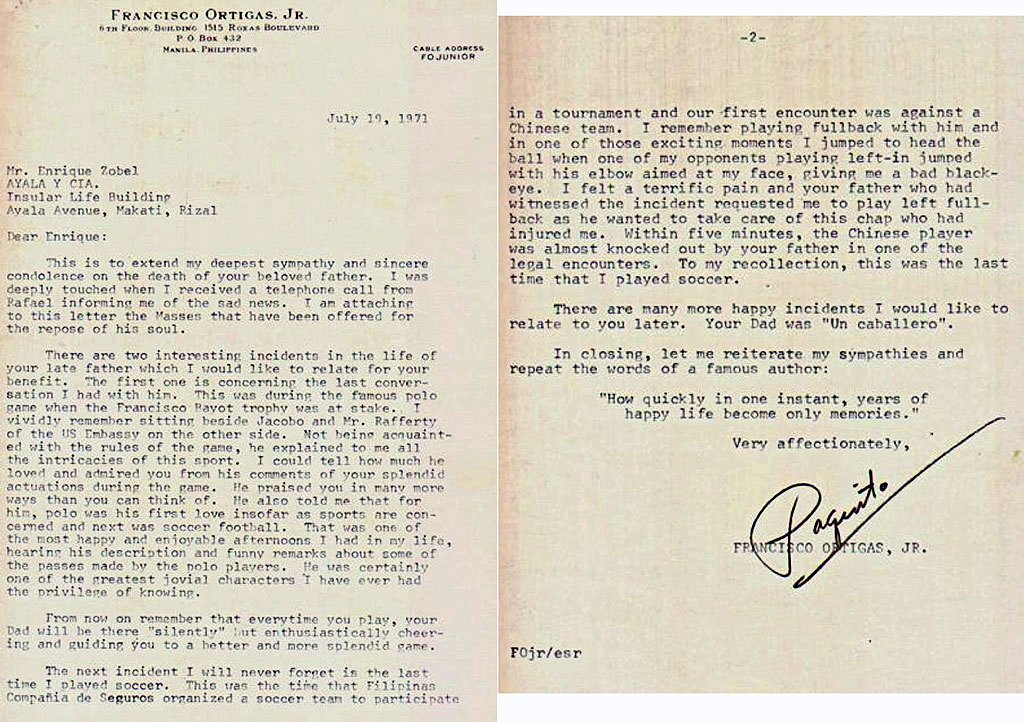 FRANCISCO ORTIGAS, JR.
6TH FLOOR, BUILDING 1515 ROXAS BOULEVARD
P. O. BOX 432
MANILA, PHILIPPINES
CABLE ADDRESS
FOJUNIOR
July 19, 1971
Mr. Enrique Zobel
AYALA Y CIA.
Insular Life Building
Ayala Avenue, Makati, Rizal
Dear Enrique:
This is to extend my deepest sympathy and sincere
condolence on the death of your beloved father. I was
deeply touched when I received a telephone call from
Rafael informing me of the sad news. I am attaching
to this letter the Masses that have been offered for
the repose of his soul.
There are two interesting incidents in the life of
your late father which I would like to relate for your
benefit. The first one is concerning the last conver-
sation I had with him. This was during the famous polo
game when the Francisco Bayot trophy was at stake. I
vividly remember sitting beside Jacobo and Mr. Rafferty
of the US Embassy on the other side. Not being acquaint-
ed with the rules of the game, he explained to me all
the intricacies of this sport. I could tell how much he
loved and admired you from his comments of your splendid
actuations during the game. He praised you in many more
ways than you can think of. He also told me that for
him, polo was his first love insofar as sports are con-
cerned and next was soccer football. That was one of
the most happy and enjoyable afternoons I had in my life,
hearing his description and funny remarks about some of
the passes made by the polo players. He was certainly
one of the greatest jovial characters I have ever had
the privilege of knowing.
From now on remember that everytime you play, your
Dad will be there "silently" but enthusiastically cheer-
ing and guiding you to a better and more splendid game.
The next incident I will never forget is the last
time I played soccer. This was the time that Filipinas
Compañia de Seguros organized a soccer team to participate
-2-
in a tournament and our first encounter was against a
Chinese team. I remember playing fullback with him and
in one of those exciting moments I jumped to head the
ball when one of my opponents playing left-in jumped
with his elbow aimed at my face, giving me a bad black-
eye. I felt a terrific pain and your father who had
witnessed the incident requested me to play left full-
back as he wanted to take care of this chap who had
injured me. Within five minutes, the Chinese player
was almost knocked out by your father in one of the
legal encounters. To my recollection, this was the last
time that I played soccer.
There are many more happy incidents I would like to
relate to you later. Your Dad was "Un caballero".
In closing, let me reiterate my sympathies and
repeat the words of a famous author:
"How quickly in one instant, years of
happy life become only memories."
Very affectionately,
Paquito
FRANCISCO ORTIGAS, JR.
FOjr/esr